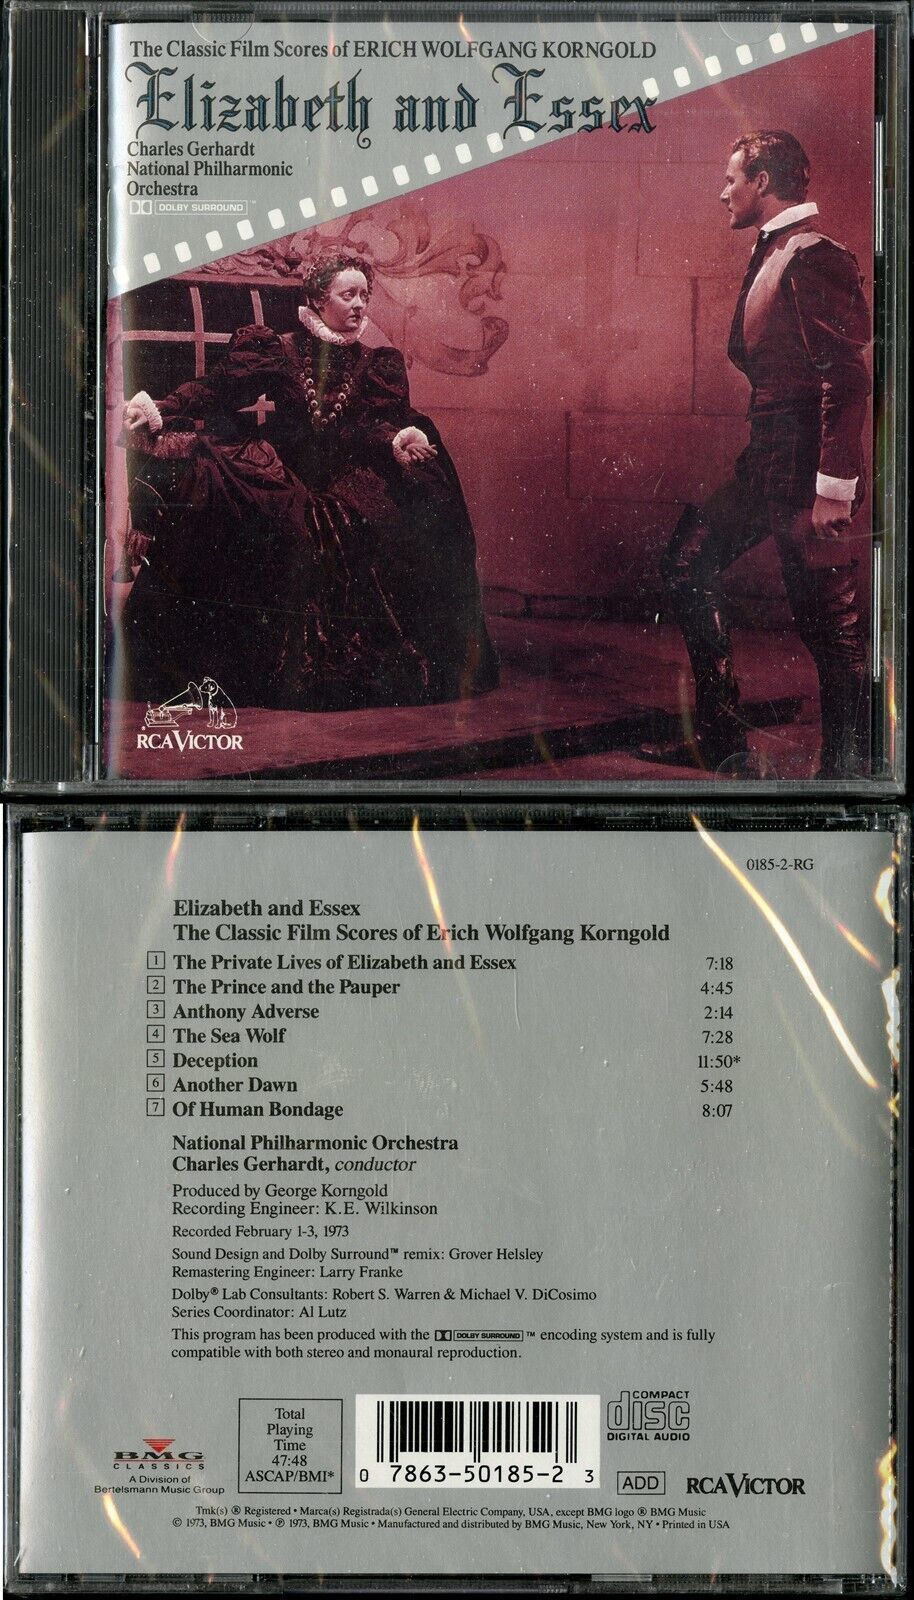 The Classic Film Scores of ERICH WOLFGANG KORNGOLD
Elizabeth and Essex
Charles Gerhardt
National Philharmonic
Orchestra
DOLBY SURROUND™
RCA VICTOR
0185-2-RG
Elizabeth and Essex
The Classic Film Scores of Erich Wolfgang Korngold
1 The Private Lives of Elizabeth and Essex 7:18
2 The Prince and the Pauper 4:45
3 Anthony Adverse 2:14
4 The Sea Wolf 7:28
5 Deception 11:50*
6 Another Dawn 5:48
7 Of Human Bondage 8:07
National Philharmonic Orchestra
Charles Gerhardt, conductor
Produced by George Korngold
Recording Engineer: K.E. Wilkinson
Recorded February 1-3, 1973
Sound Design and Dolby Surround™ remix: Grover Helsley
Remastering Engineer: Larry Franke
Dolby® Lab Consultants: Robert S. Warren & Michael V. DiCosimo
Series Coordinator: Al Lutz
This program has been produced with the DOLBY SURROUND™ encoding system and is fully
compatible with both stereo and monaural reproduction.
BMG
CLASSICS
A Division of
Bertelsmann Music Group
Total
Playing
Time
47:48
ASCAP/BMI*
0 7863-50185-2 3
COMPACT
disc
DIGITAL AUDIO
ADD
RCA VICTOR
Tmk(s) ® Registered • Marca(s) Registrada(s) General Electric Company, USA, except BMG logo ® BMG Music
© 1973, BMG Music • ℗ 1973, BMG Music • Manufactured and distributed by BMG Music, New York, NY • Printed in USA